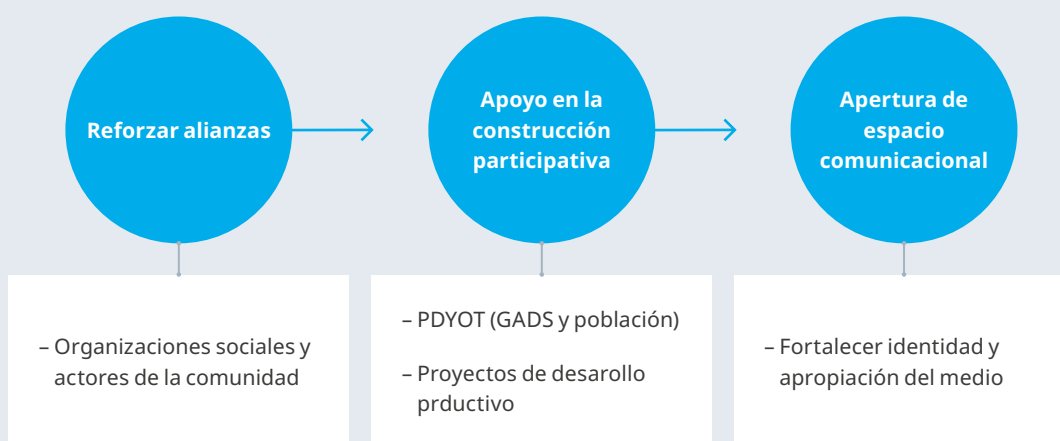 Reforzar alianzas
Apoyo en la
construcción
participativa
Apertura de
espacio
comunicacional
– Organizaciones sociales y
actores de la comunidad
– PDYOT (GADS y población)
– Proyectos de desarollo
prductivo
– Fortalecer identidad y
apropiación del medio